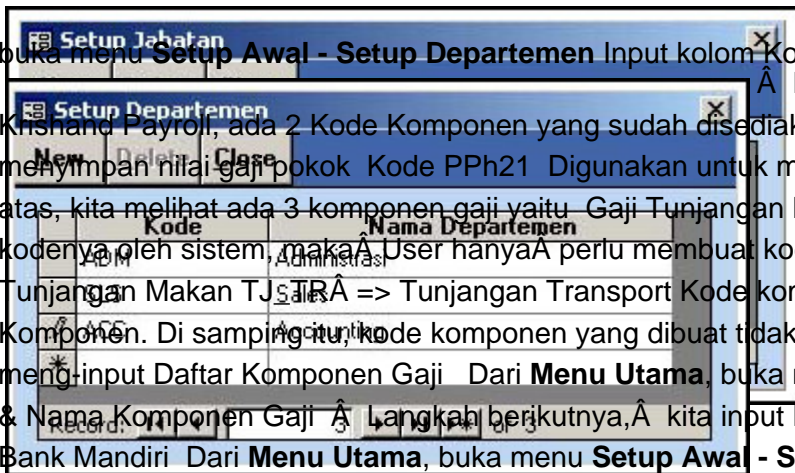 Setup Jabatan
buka menu Setup Awal - Setup Departemen Input kolom Ko
Â
Setup Departemen
Krishand Payroll, ada 2 Kode Komponen yang sudah disediak
New Delete Close
menyimpan nilai gaji pokok Kode PPh21 Digunakan untuk m
atas, kita melihat ada 3 komponen gaji yaitu Gaji Tunjangan
Kode Nama Departemen
kodenya oleh sistem, makaÂ User hanyaÂ perlu membuat ko
ADM Administrasi
Tunjangan Makan TJ_TRÂ => Tunjangan Transport Kode kor
SLS Sales
Komponen. Di samping itu, kode komponen yang dibuat tidak
ACC Accounting
meng-input Daftar Komponen Gaji Dari Menu Utama, buka
& Nama Komponen Gaji Â Langkah berikutnya,Â kita input
Record: 3 of 3
Bank Mandiri Dari Menu Utama, buka menu Setup Awal - S